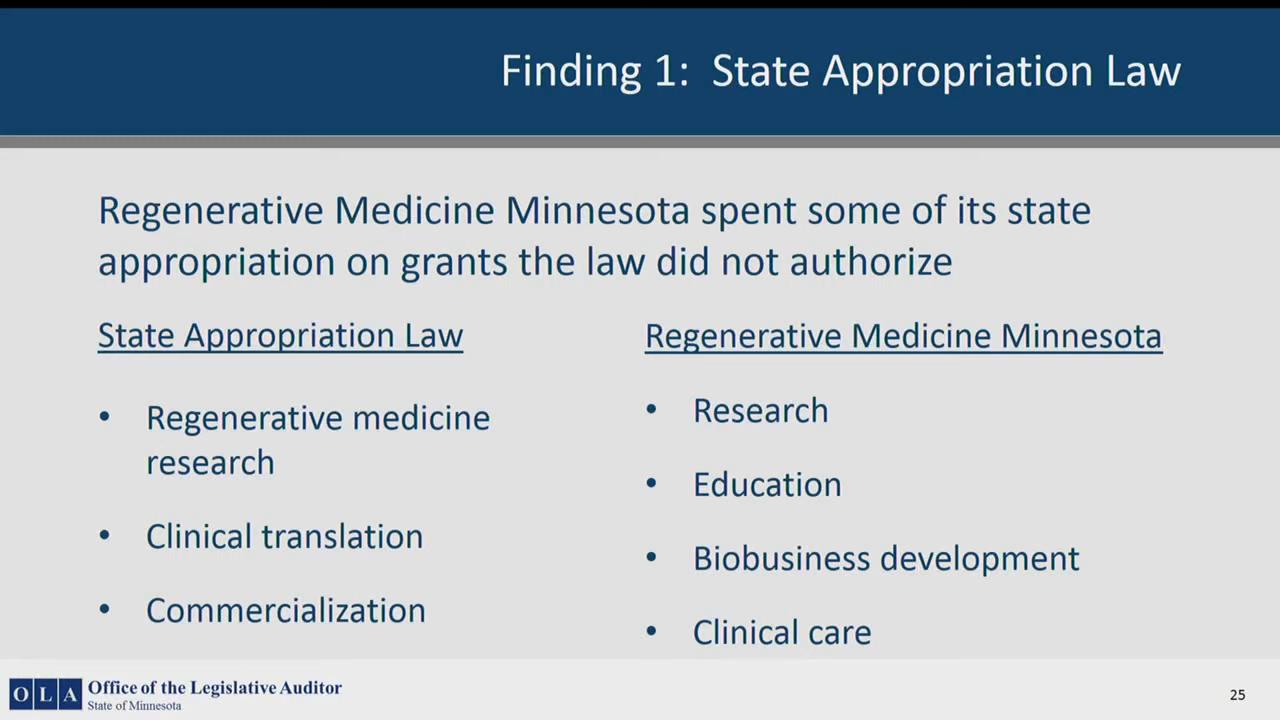 Finding 1: State Appropriation Law
Regenerative Medicine Minnesota spent some of its state
appropriation on grants the law did not authorize
State Appropriation Law
• Regenerative medicine
research
• Clinical translation
• Commercialization
Regenerative Medicine Minnesota
• Research
• Education
• Biobusiness development
• Clinical care
OLA
Office of the Legislative Auditor
State of Minnesota
25